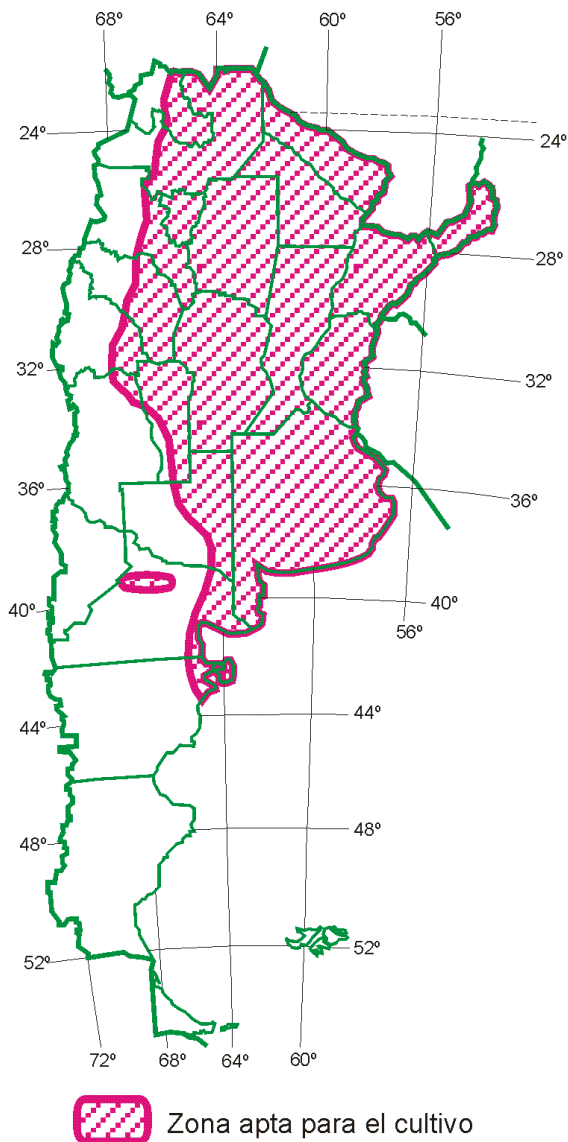 68º 64º 60º 56º
24º 24º
28º 28º
32º 32º
36º 36º
40º 40º
56º
44º 44º
48º 48º
52º 52º
72º 68º 64º 60º
Zona apta para el cultivo